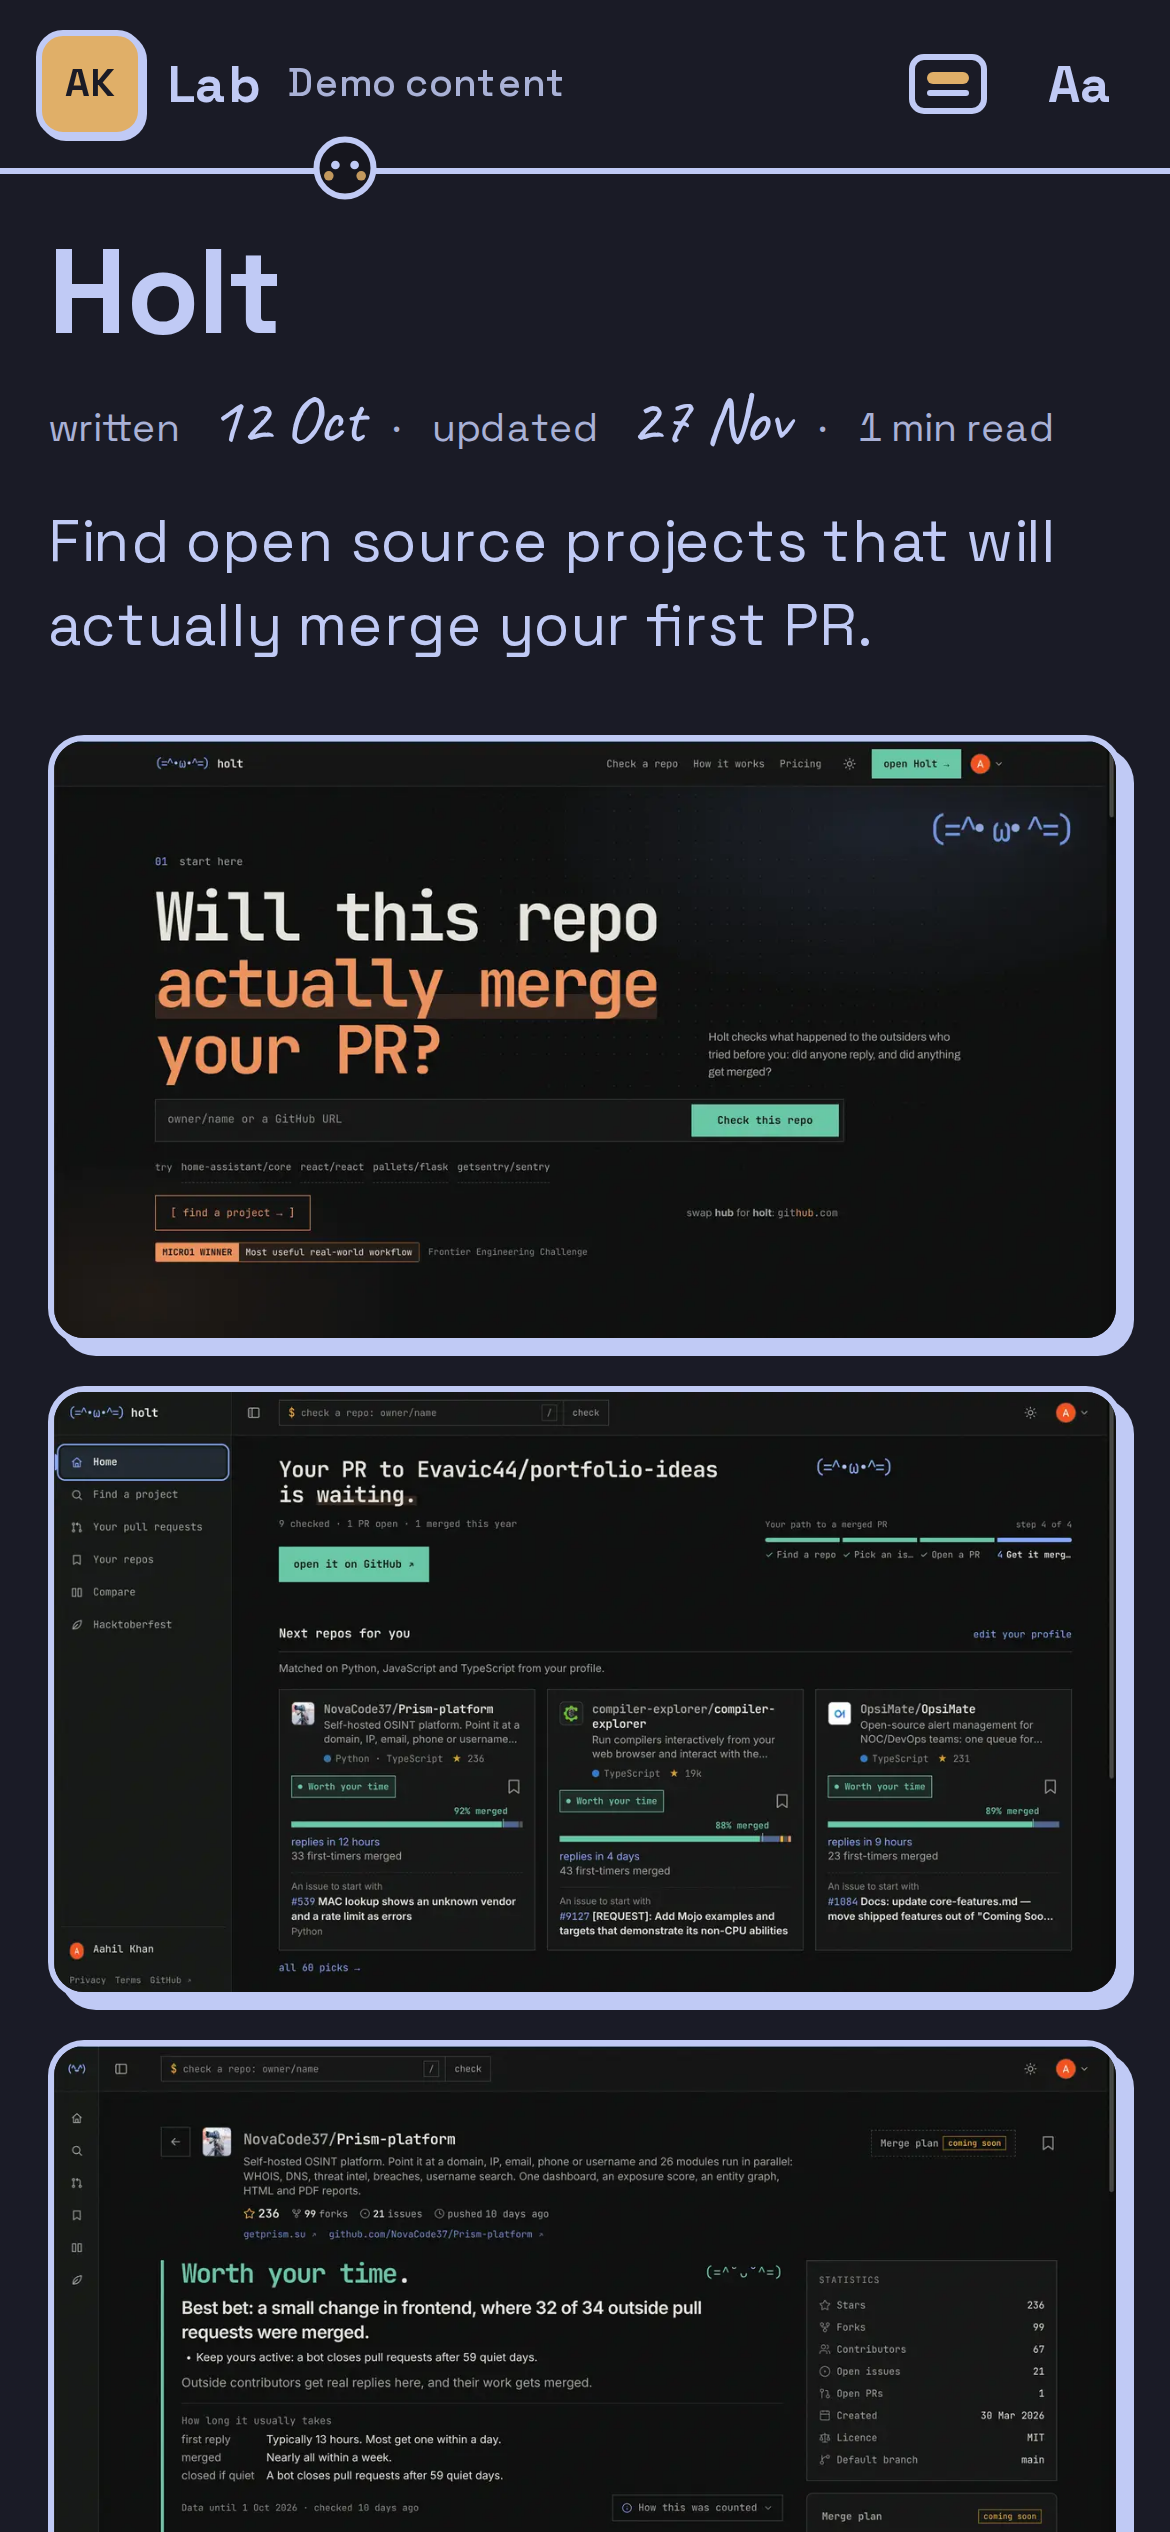 AK Lab Demo content Aa
Holt
written 12 Oct · updated 27 Nov · 1 min read
Find open source projects that will
actually merge your first PR.
(=^•ω•^=) holt Check a repo How it works Pricing open Holt → A
(=^• ω• ^=)
01 start here
Will this repo
actually merge
your PR?
Holt checks what happened to the outsiders who
tried before you: did anyone reply, and did anything
get merged?
owner/name or a GitHub URL Check this repo
try home-assistant/core react/react pallets/flask getsentry/sentry
[ find a project → ] swap hub for holt: github.com
MICRO1 WINNER Most useful real-world workflow Frontier Engineering Challenge
(=^•ω•^=) holt $ check a repo: owner/name / check A
Home
Find a project
Your pull requests
Your repos
Compare
Hacktoberfest
Aahil Khan
Privacy Terms GitHub ↗
Your PR to Evavic44/portfolio-ideas
is waiting.
(=^•ω•^=)
9 checked · 1 PR open · 1 merged this year
open it on GitHub ↗
Your path to a merged PR step 4 of 4
✓ Find a repo ✓ Pick an is… ✓ Open a PR 4 Get it merg…
Next repos for you edit your profile
Matched on Python, JavaScript and TypeScript from your profile.
NovaCode37/Prism-platform
Self-hosted OSINT platform. Point it at a
domain, IP, email, phone or username...
Python · TypeScript ★ 236
Worth your time
92% merged
replies in 12 hours
33 first-timers merged
An issue to start with
#539 MAC lookup shows an unknown vendor
and a rate limit as errors
Python
compiler-explorer/compiler-
explorer
Run compilers interactively from your
web browser and interact with the...
TypeScript ★ 19k
Worth your time
88% merged
replies in 4 days
43 first-timers merged
An issue to start with
#9127 [REQUEST]: Add Mojo examples and
targets that demonstrate its non-CPU abilities
OpsiMate/OpsiMate
Open-source alert management for
NOC/DevOps teams: one queue for...
TypeScript ★ 231
Worth your time
89% merged
replies in 9 hours
23 first-timers merged
An issue to start with
#1084 Docs: update core-features.md —
move shipped features out of "Coming Soo...
all 60 picks →
$ check a repo: owner/name / check A
NovaCode37/Prism-platform Merge plan coming soon
Self-hosted OSINT platform. Point it at a domain, IP, email, phone or username and 26 modules run in parallel:
WHOIS, DNS, threat intel, breaches, username search. One dashboard, an exposure score, an entity graph,
HTML and PDF reports.
236 99 forks 21 issues pushed 10 days ago
getprism.su ↗ github.com/NovaCode37/Prism-platform ↗
Worth your time.
Best bet: a small change in frontend, where 32 of 34 outside pull
requests were merged.
• Keep yours active: a bot closes pull requests after 59 quiet days.
Outside contributors get real replies here, and their work gets merged.
How long it usually takes
first reply Typically 13 hours. Most get one within a day.
merged Nearly all within a week.
closed if quiet A bot closes pull requests after 59 quiet days.
Data until 1 Oct 2026 · checked 10 days ago How this was counted
STATISTICS
Stars 236
Forks 99
Contributors 67
Open issues 21
Open PRs 1
Created 30 Mar 2026
Licence MIT
Default branch main
Merge plan coming soon